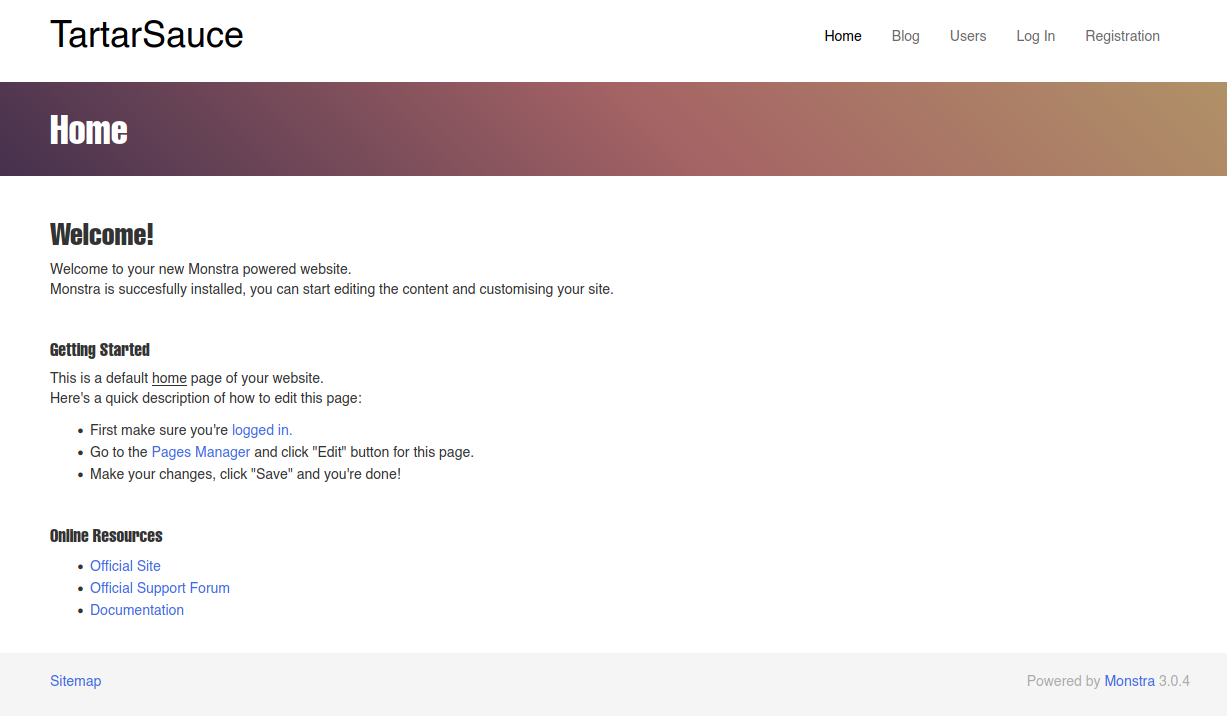 TartarSauce
Home Blog Users Log In Registration
Home
Welcome!
Welcome to your new Monstra powered website.
Monstra is succesfully installed, you can start editing the content and customising your site.
Getting Started
This is a default home page of your website.
Here's a quick description of how to edit this page:
• First make sure you're logged in.
• Go to the Pages Manager and click "Edit" button for this page.
• Make your changes, click "Save" and you're done!
Online Resources
• Official Site
• Official Support Forum
• Documentation
Sitemap
Powered by Monstra 3.0.4